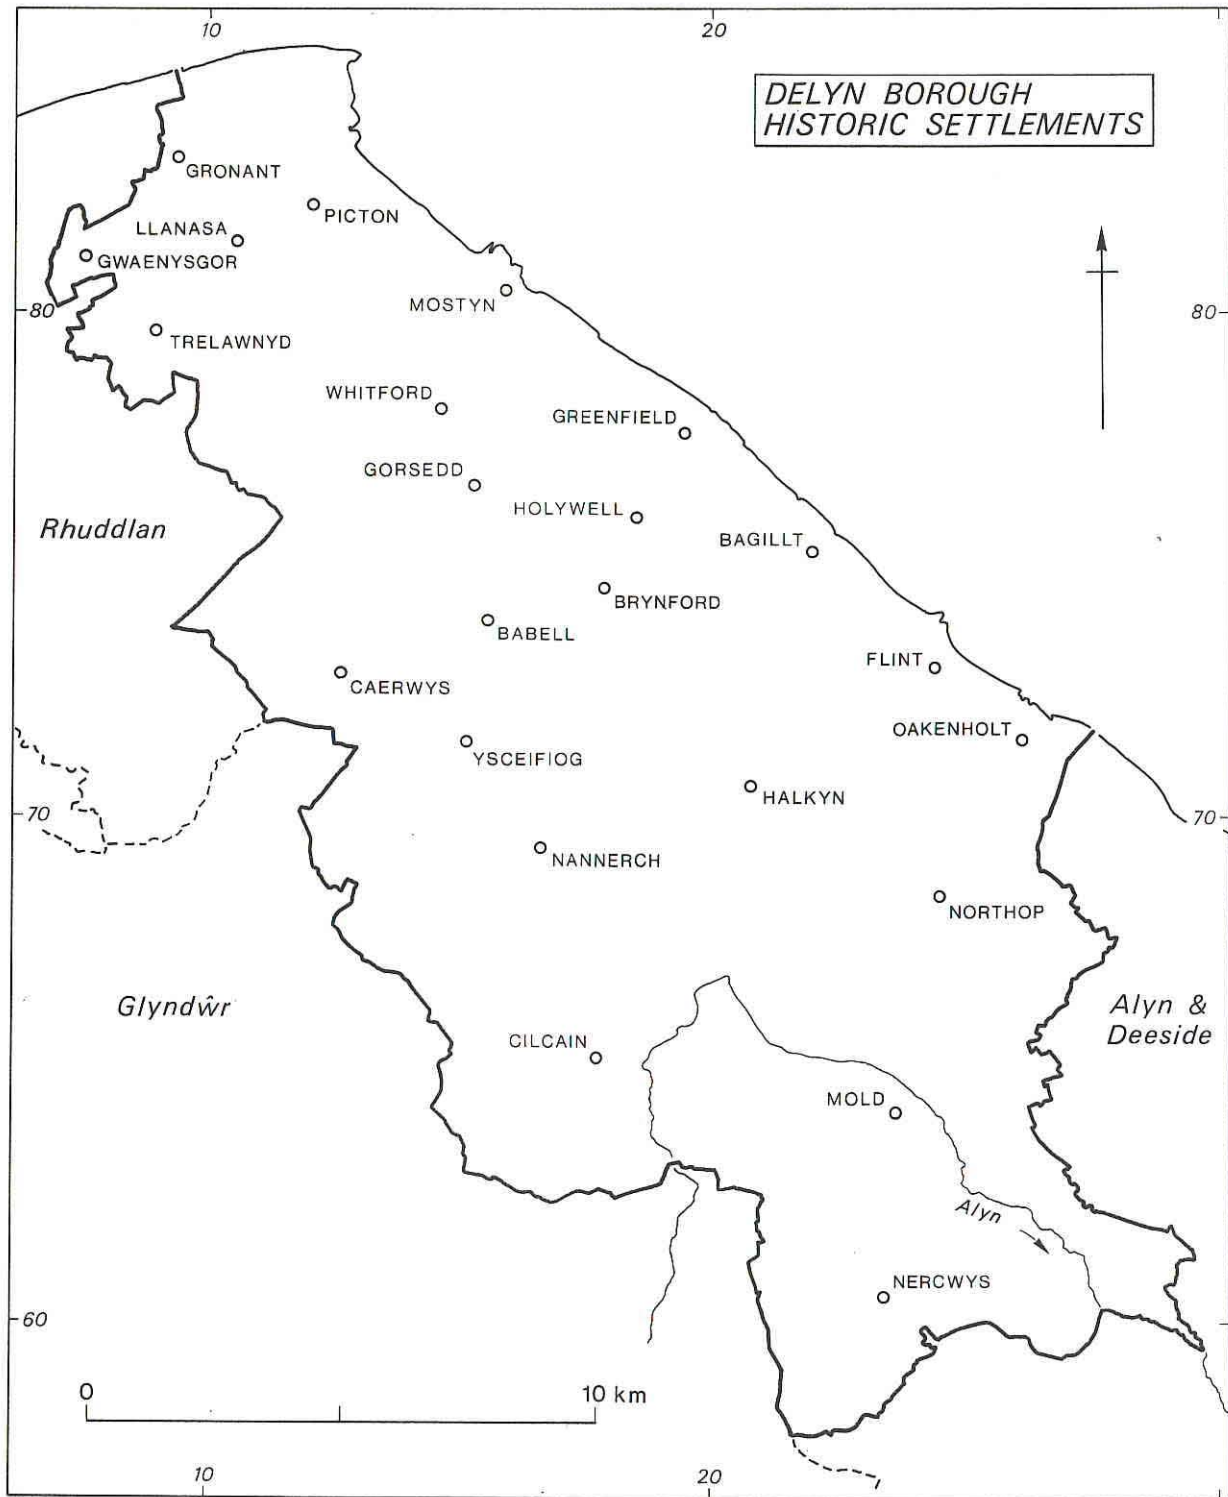 10
20
DELYN BOROUGH
HISTORIC SETTLEMENTS
GRONANT
PICTON
LLANASA
GWAENYSGOR
MOSTYN
80
80
TRELAWNYD
WHITFORD
GREENFIELD
GORSEDD
HOLYWELL
Rhuddlan
BAGILLT
BRYNFORD
BABELL
FLINT
CAERWYS
OAKENHOLT
YSCEIFIOG
HALKYN
70
70
NANNERCH
NORTHOP
Glyndŵr
Alyn &
Deeside
CILCAIN
MOLD
Alyn
NERCWYS
60
0
10 km
10
20